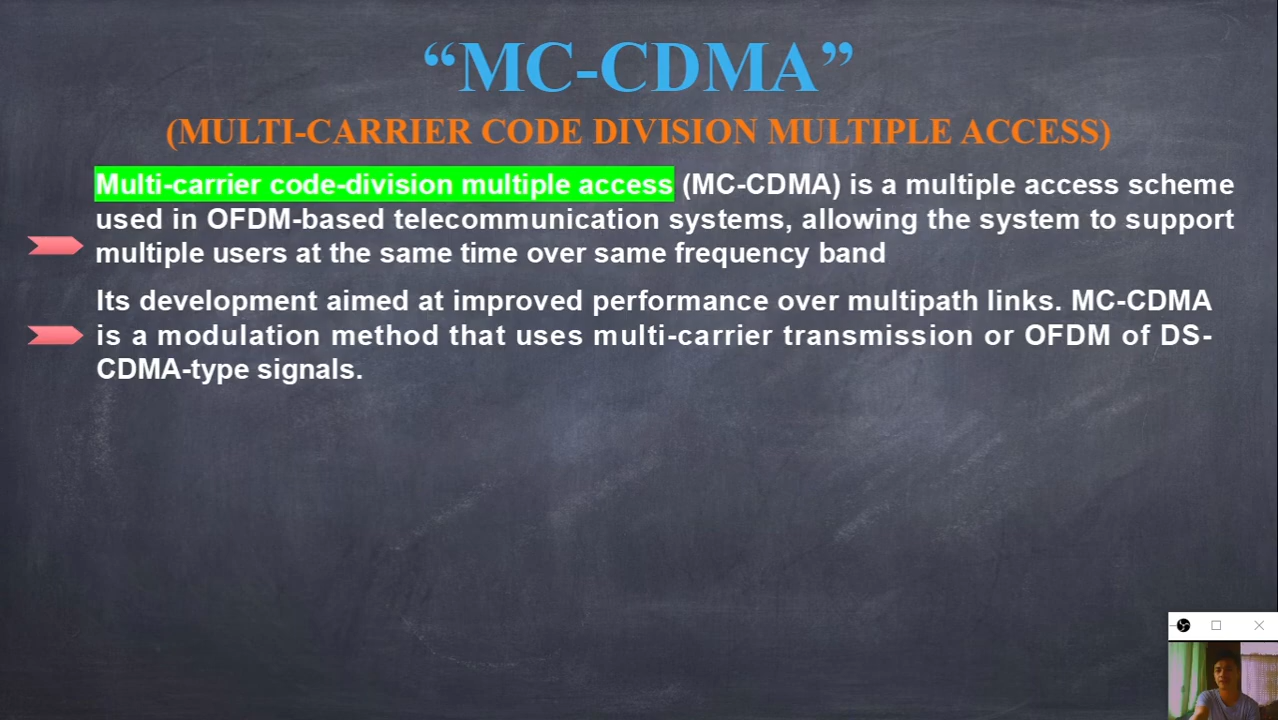 “MC-CDMA”
(MULTI-CARRIER CODE DIVISION MULTIPLE ACCESS)
Multi-carrier code-division multiple access (MC-CDMA) is a multiple access scheme
used in OFDM-based telecommunication systems, allowing the system to support
multiple users at the same time over same frequency band
Its development aimed at improved performance over multipath links. MC-CDMA
is a modulation method that uses multi-carrier transmission or OFDM of DS-
CDMA-type signals.